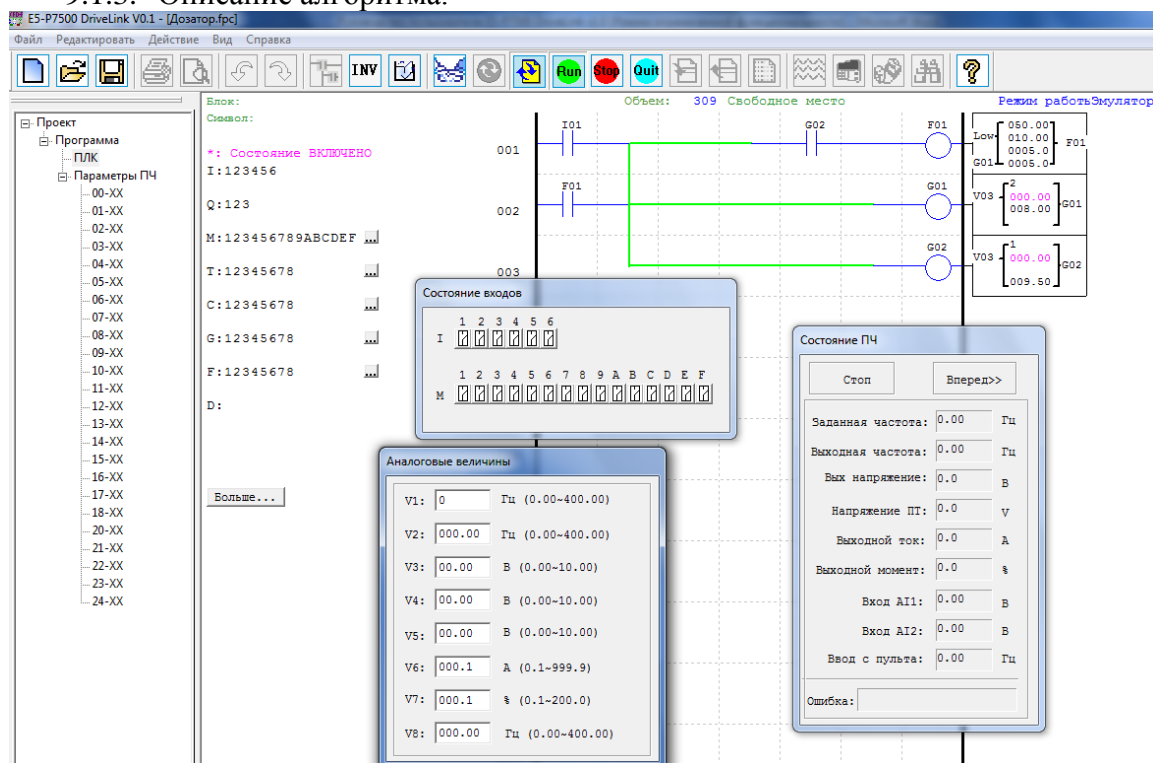 9.1.3. Описание алгоритма.
E5-P7500 DriveLink V0.1 - [Дозатор.fpc]
Файл Редактировать Действие Вид Справка
INV Run Stop Quit
Блок: Объем: 309 Свободное место Режим работьЭмулятор
Символ:
*: Состояние ВКЛЮЧЕНО
I:123456
Q:123
M:123456789ABCDEF ...
T:12345678 ...
C:12345678 ...
G:12345678 ...
F:12345678 ...
D:
Больше...
Проект
Программа
ПЛК
Параметры ПЧ
00-XX
01-XX
02-XX
03-XX
04-XX
05-XX
06-XX
07-XX
08-XX
09-XX
10-XX
11-XX
12-XX
13-XX
14-XX
15-XX
16-XX
17-XX
18-XX
20-XX
21-XX
22-XX
23-XX
24-XX
001 I01 G02 F01
Low 050.00
010.00 F01
0005.0
G01 0005.0
002 F01 G01
2
V03 000.00
008.00 G01
003 G02
1
V03 000.00
G02
009.50
Состояние входов
1 2 3 4 5 6
I
1 2 3 4 5 6 7 8 9 A B C D E F
M
Аналоговые величины
V1: 0 Гц (0.00~400.00)
V2: 000.00 Гц (0.00~400.00)
V3: 00.00 В (0.00~10.00)
V4: 00.00 В (0.00~10.00)
V5: 00.00 В (0.00~10.00)
V6: 000.1 А (0.1~999.9)
V7: 000.1 % (0.1~200.0)
V8: 000.00 Гц (0.00~400.00)
Состояние ПЧ
Стоп Вперед>>
Заданная частота: 0.00 Гц
Выходная частота: 0.00 Гц
Вых напряжение: 0.0 В
Напряжение ПТ: 0.0 V
Выходной ток: 0.0 А
Выходной момент: 0.0 %
Вход AI1: 0.00 В
Вход AI2: 0.00 В
Ввод с пульта: 0.00 Гц
Ошибка: